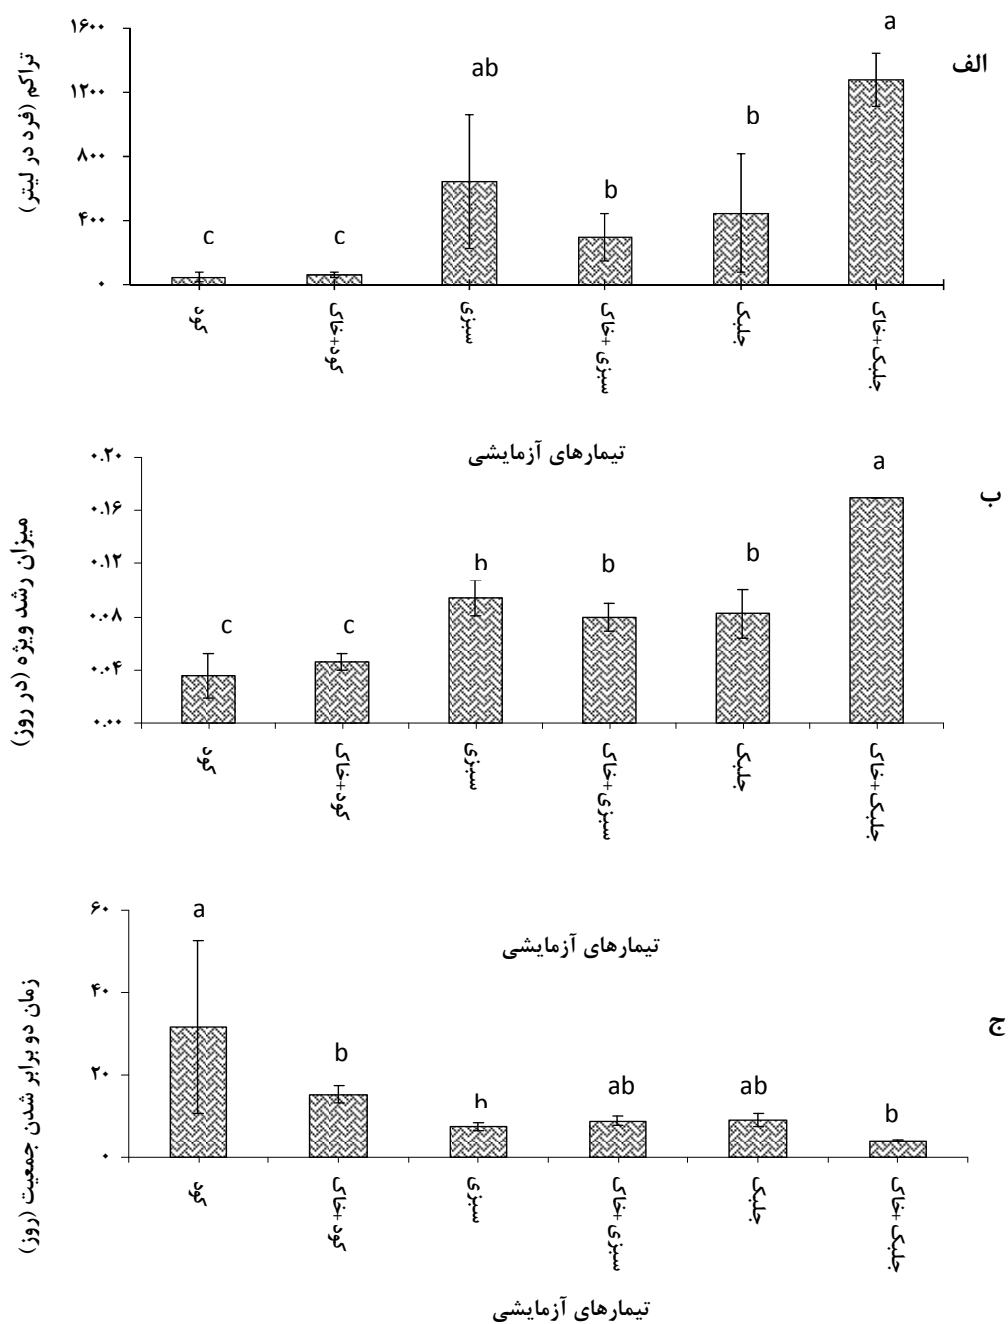 الف
تراکم (فرد در لیتر)
۱۶۰۰
۱۲۰۰
۸۰۰
۴۰۰
۰
c
c
ab
b
b
a
کود
کود+خاک
سبزی
سبزی+خاک
جلبک
جلبک+خاک
تیمارهای آزمایشی
ب
میزان رشد ویژه (در روز)
۰.۲۰
۰.۱۶
۰.۱۲
۰.۰۸
۰.۰۴
۰.۰۰
c
c
b
b
b
a
کود
کود+خاک
سبزی
سبزی+خاک
جلبک
جلبک+خاک
تیمارهای آزمایشی
ج
زمان دو برابر شدن جمعیت (روز)
۶۰
۴۰
۲۰
۰
a
b
b
ab
ab
b
کود
کود+خاک
سبزی
سبزی+خاک
جلبک
جلبک+خاک
تیمارهای آزمایشی